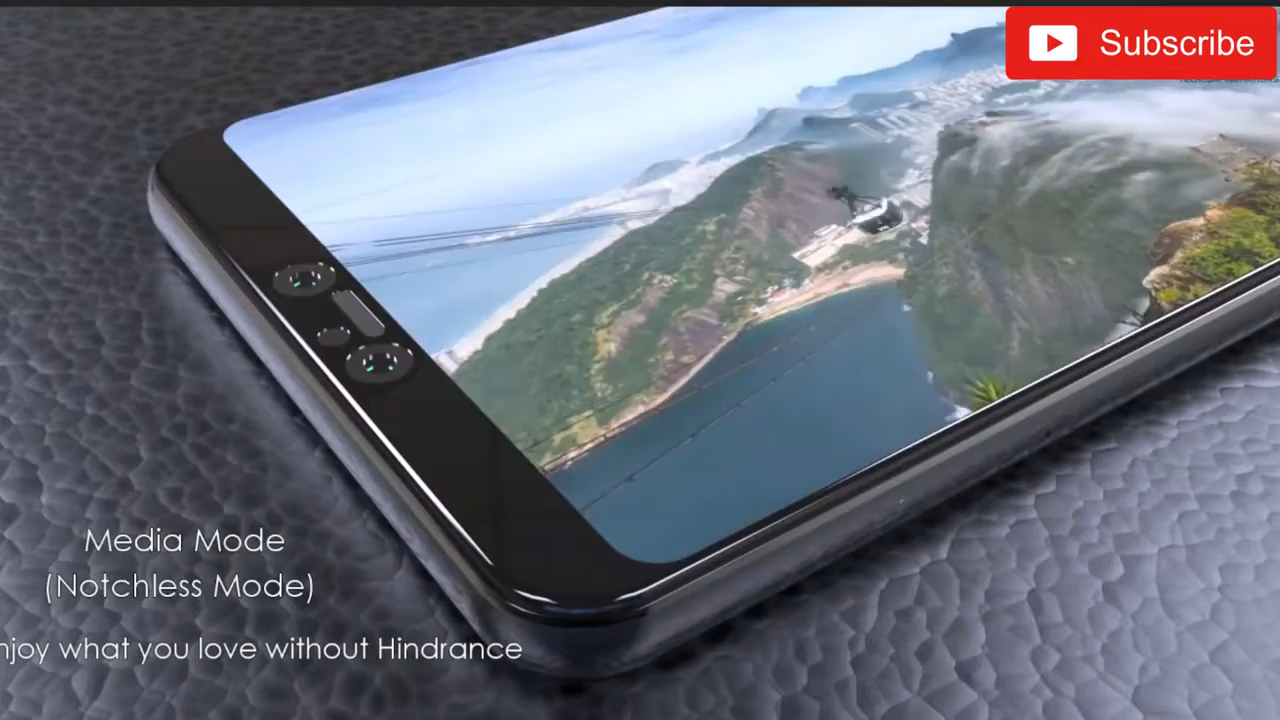 Subscribe
Media Mode
(Notchless Mode)
njoy what you love without Hindrance